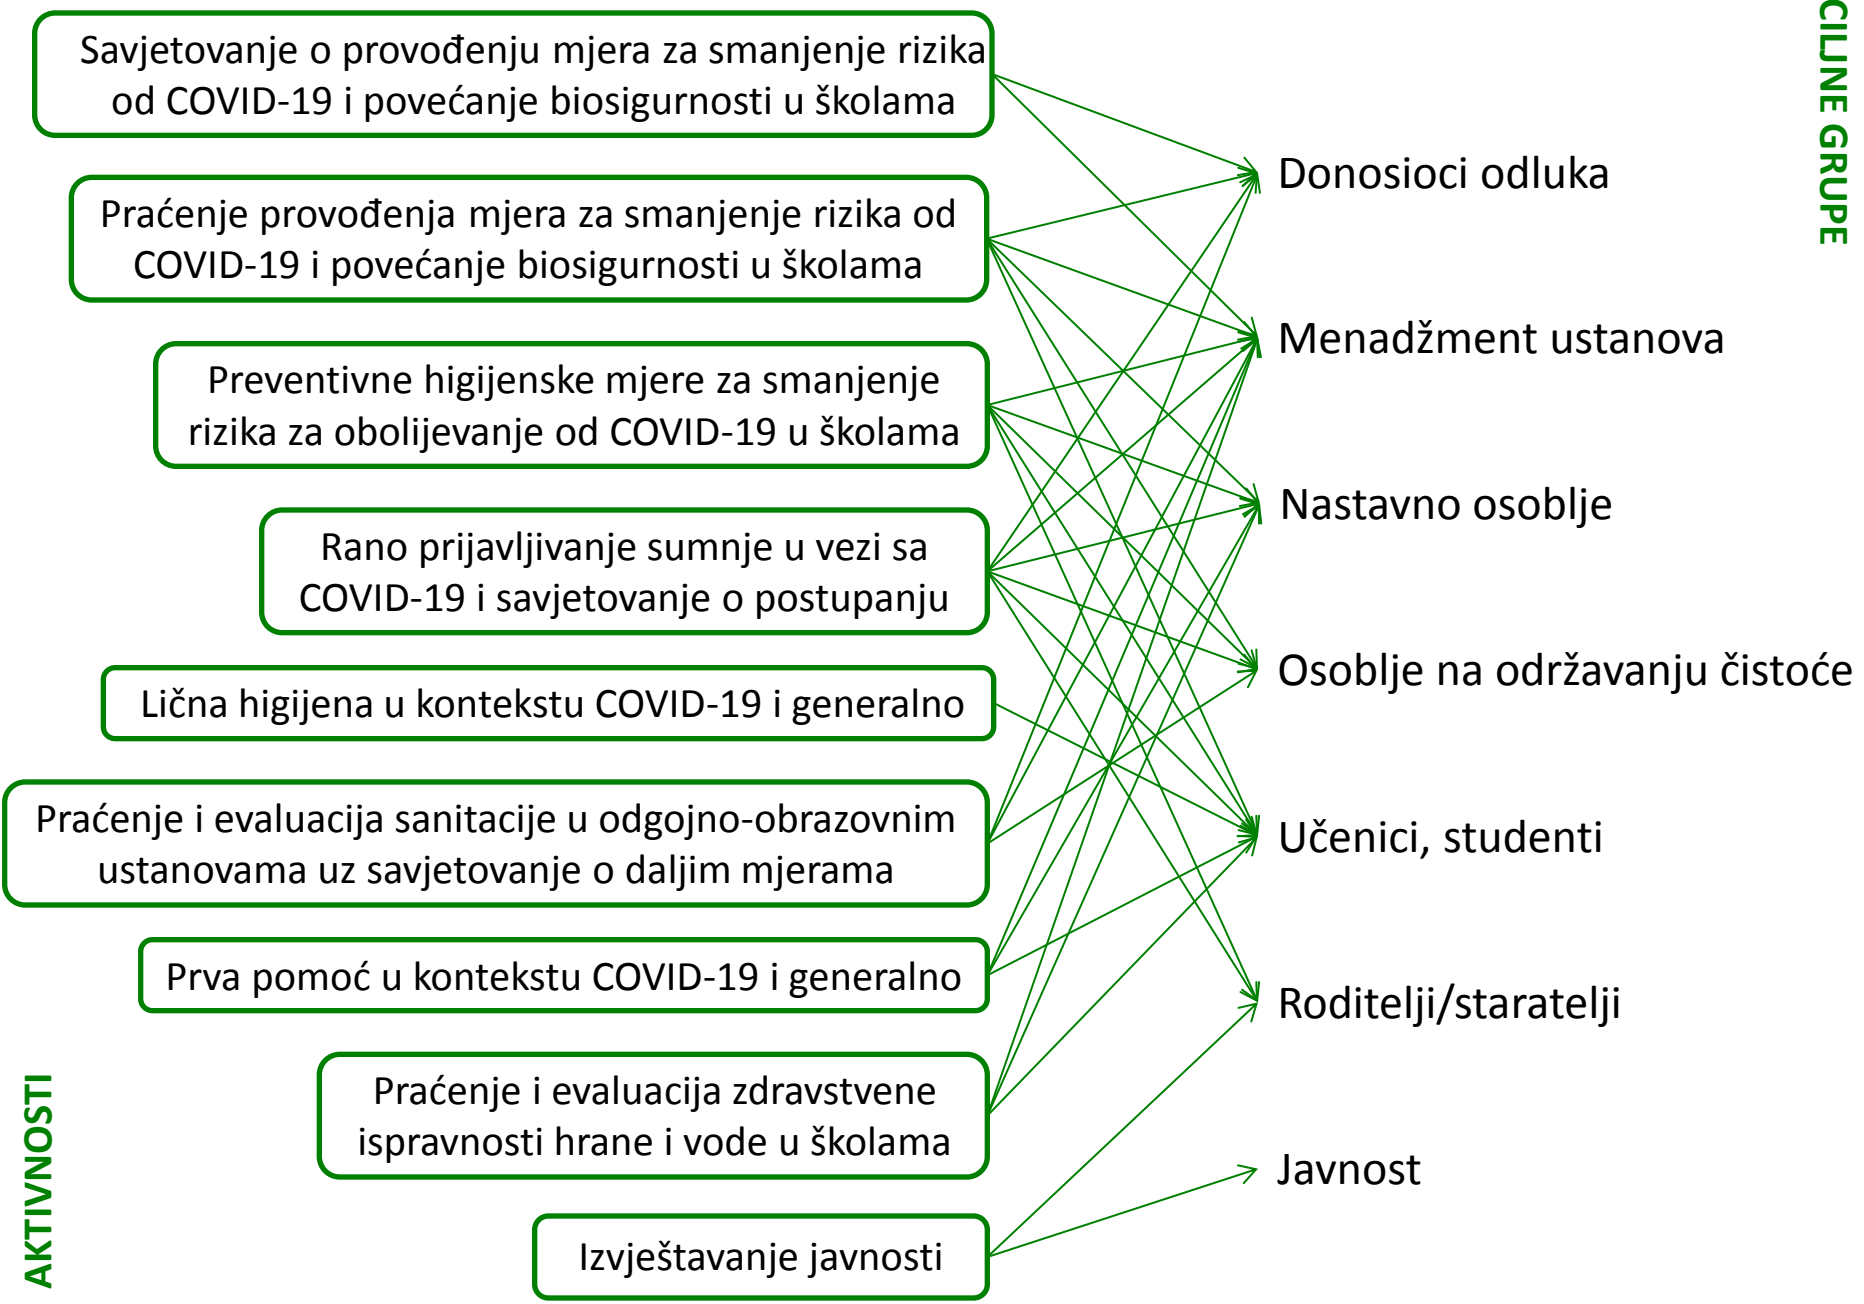 Savjetovanje o provođenju mjera za smanjenje rizika
od COVID-19 i povećanje biosigurnosti u školama
Praćenje provođenja mjera za smanjenje rizika od
COVID-19 i povećanje biosigurnosti u školama
Preventivne higijenske mjere za smanjenje
rizika za obolijevanje od COVID-19 u školama
Rano prijavljivanje sumnje u vezi sa
COVID-19 i savjetovanje o postupanju
Lična higijena u kontekstu COVID-19 i generalno
Praćenje i evaluacija sanitacije u odgojno-obrazovnim
ustanovama uz savjetovanje o daljim mjerama
Prva pomoć u kontekstu COVID-19 i generalno
Praćenje i evaluacija zdravstvene
ispravnosti hrane i vode u školama
Izvještavanje javnosti
AKTIVNOSTI
CILJNE GRUPE
Donosioci odluka
Menadžment ustanova
Nastavno osoblje
Osoblje na održavanju čistoće
Učenici, studenti
Roditelji/staratelji
Javnost